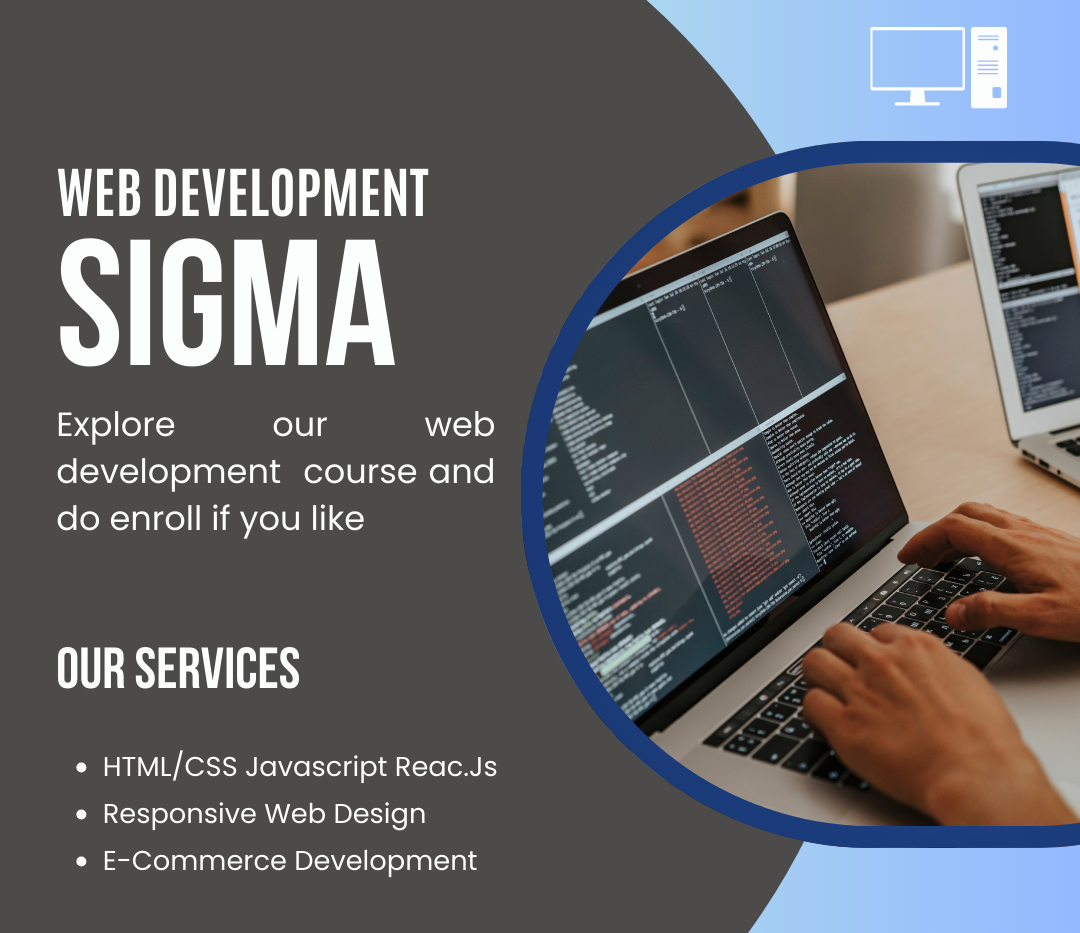 WEB DEVELOPMENT
SIGMA
Explore our web
development course and
do enroll if you like
OUR SERVICES
HTML/CSS Javascript Reac.Js
Responsive Web Design
E-Commerce Development